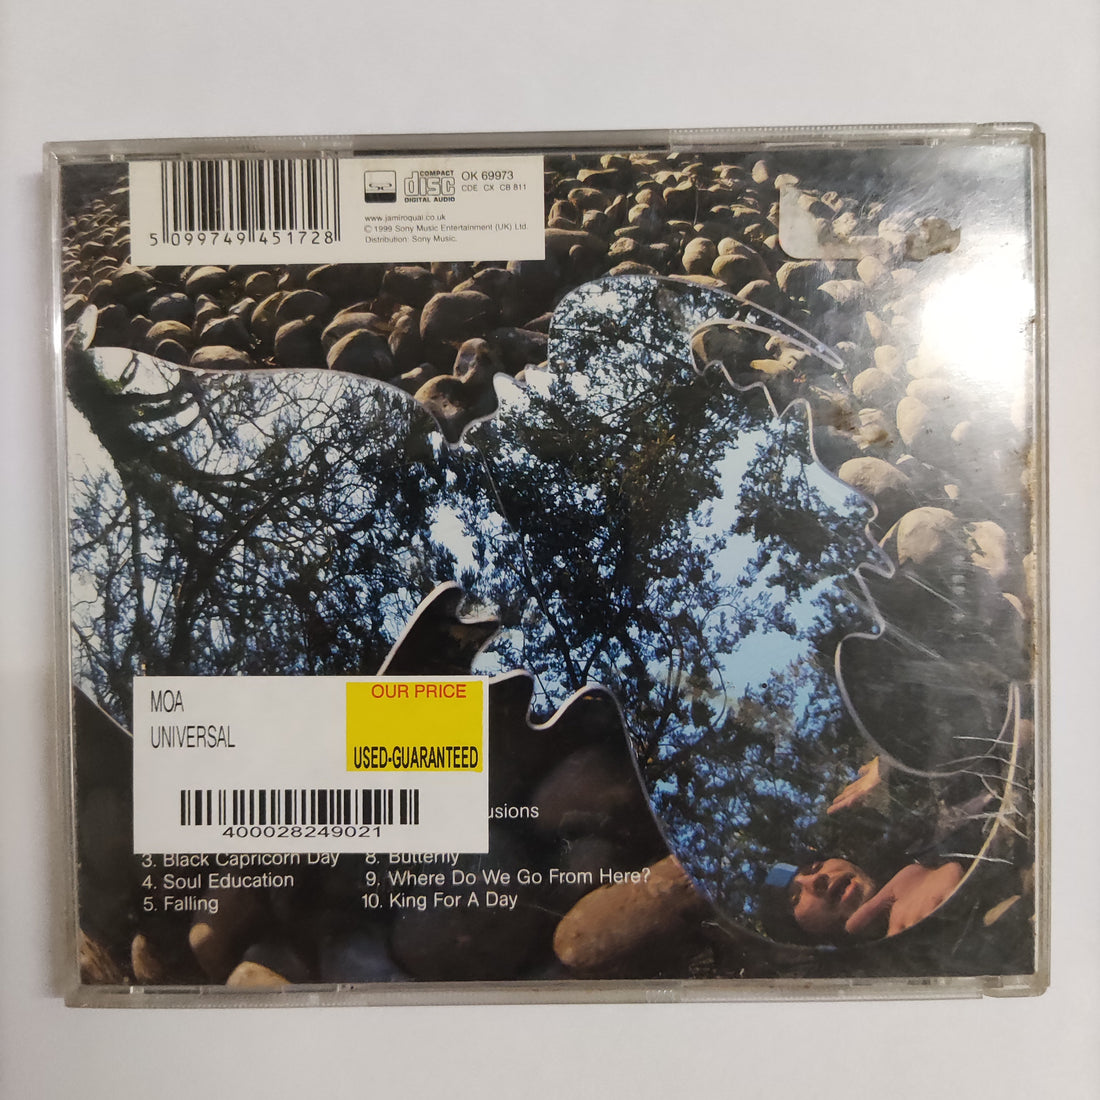 COMPACT
disc
DIGITAL AUDIO
OK 69973
CDE CX CB 811
www.jamiroquai.co.uk
© 1999 Sony Music Entertainment (UK) Ltd.
Distribution: Sony Music.
5 099749 451728
MOA
UNIVERSAL
OUR PRICE
USED-GUARANTEED
400028249021
usions
3. Black Capricorn Day
4. Soul Education
5. Falling
8. Butterfly
9. Where Do We Go From Here?
10. King For A Day